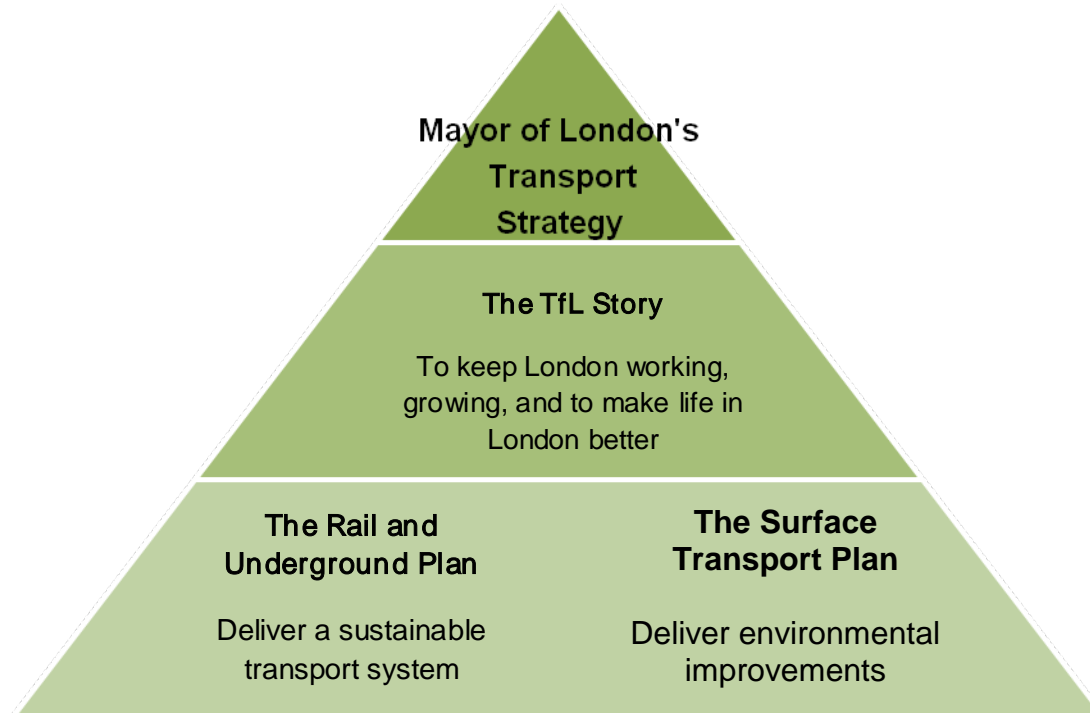 Mayor of London's
Transport
Strategy
The TfL Story
To keep London working,
growing, and to make life in
London better
The Rail and
Underground Plan
Deliver a sustainable
transport system
The Surface
Transport Plan
Deliver environmental
improvements